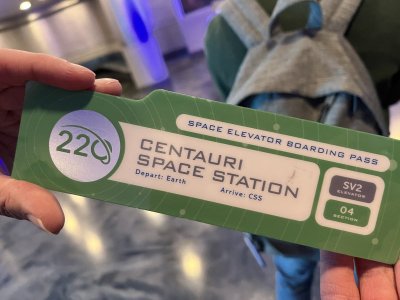 SPACE ELEVATOR BOARDING PASS
220
CENTAURI
SPACE STATION
Depart: Earth Arrive: CSS
SV2
ELEVATOR
04
SECTION